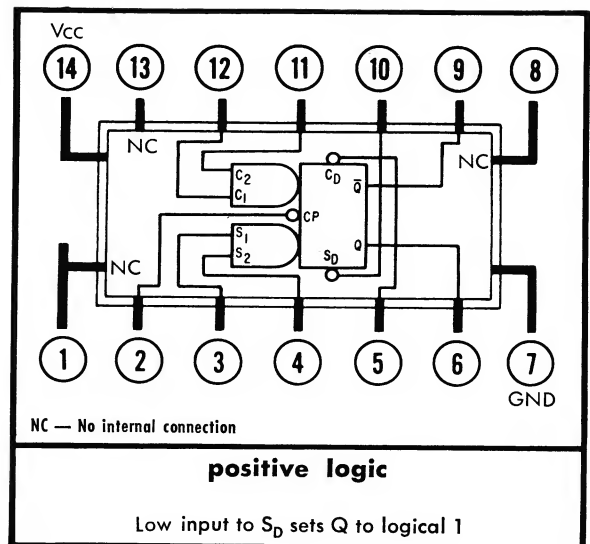 Vcc
14 13 12 11 10 9 8
NC
NC
C2
C1
CD
Q̅
CP
S1
S2
Q
SD
NC
1 2 3 4 5 6 7
GND
NC — No internal connection
positive logic
Low input to SD sets Q to logical 1